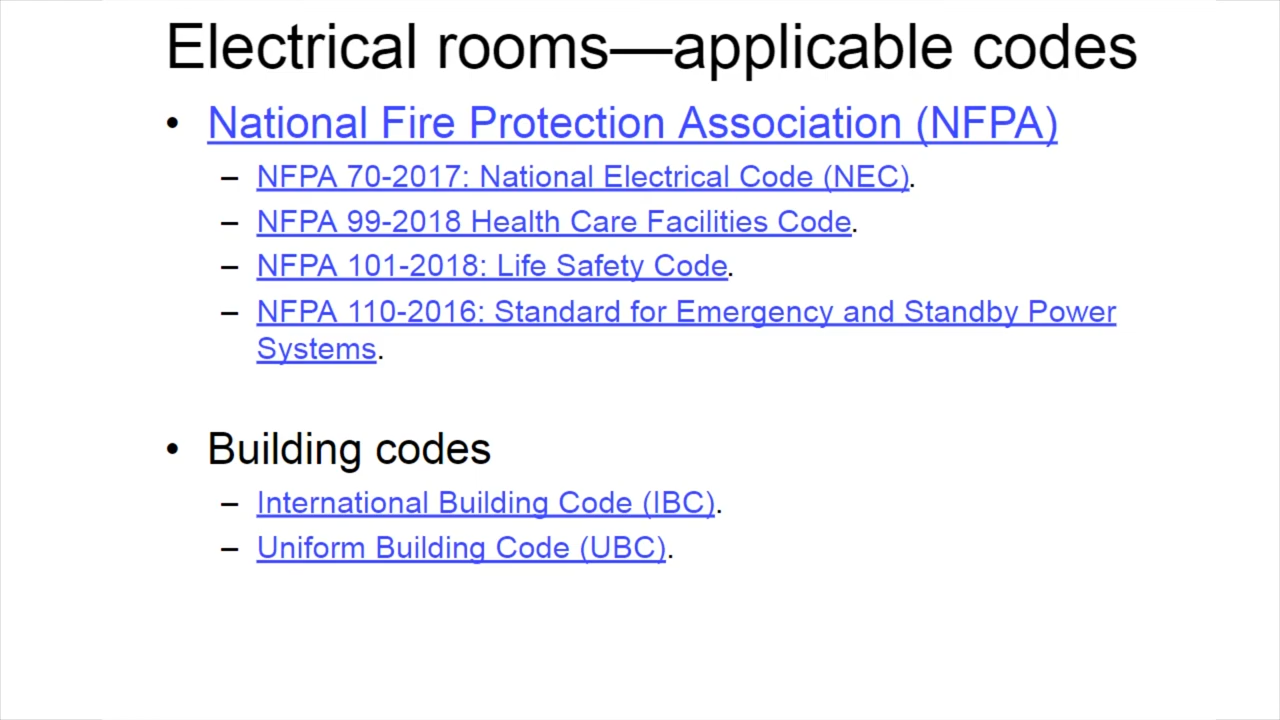 Electrical rooms—applicable codes
• National Fire Protection Association (NFPA)
– NFPA 70-2017: National Electrical Code (NEC).
– NFPA 99-2018 Health Care Facilities Code.
– NFPA 101-2018: Life Safety Code.
– NFPA 110-2016: Standard for Emergency and Standby Power
Systems.
• Building codes
– International Building Code (IBC).
– Uniform Building Code (UBC).